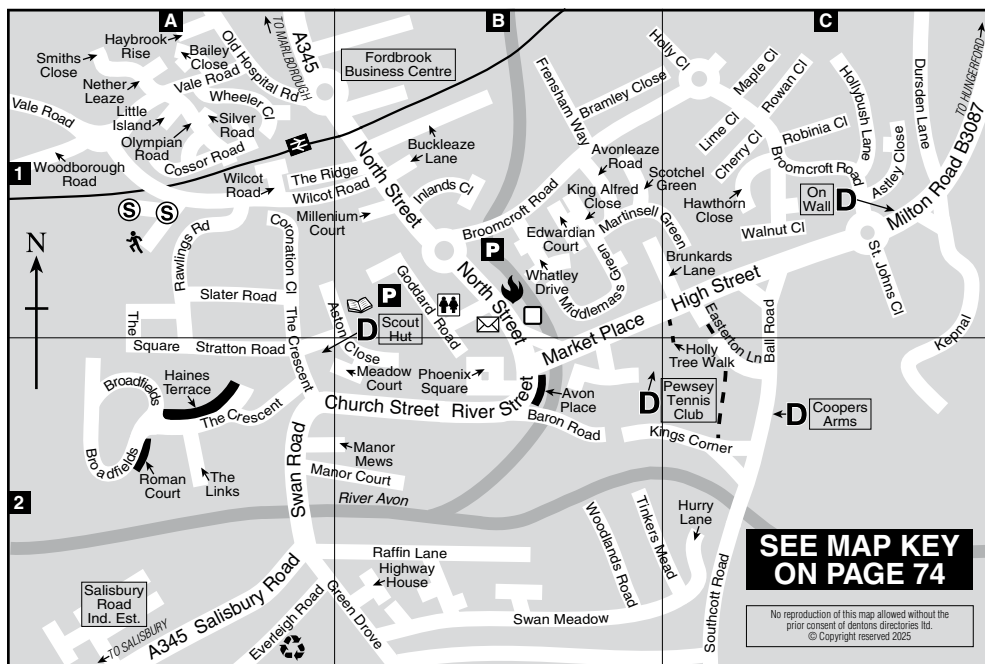 A
B
C
1
2
Haybrook
Rise
Smiths
Close
Bailey
Close
Old Hospital Rd
TO MARLBOROUGH
A345
Fordbrook
Business Centre
Nether
Leaze
Vale Road
Wheeler Cl
Little
Island
Silver
Road
Olympian
Road
Vale Road
Cossor Road
Woodborough
Road
Wilcot
Road
The Ridge
Wilcot Road
Millenium
Court
North Street
Buckleaze
Lane
Inlands Cl
S
S
Rawlings Rd
Coronation Cl
N
Slater Road
The
Square
Stratton Road
The Crescent
Aston Close
P
D
Scout
Hut
Goddard Road
North Street
P
Broomcroft Road
Frensham Way
Bramley Close
Holly Cl
Avonleaze
Road
King Alfred
Close
Scotchel
Green
Edwardian
Court
Martinsell Green
Whatley
Drive
Middlemass Green
Brunkards
Lane
Maple Cl
Rowan Cl
Lime Cl
Cherry Cl
Robinia Cl
Hollybush Lane
Dursden Lane
TO HUNGERFORD
Broomcroft Road
Astley Close
Milton Road B3087
Hawthorn
Close
On
Wall
D
Walnut Cl
St. Johns Cl
Kepnal
High Street
Market Place
Easterton Ln
Ball Road
Holly
Tree Walk
D
Pewsey
Tennis
Club
D
Coopers
Arms
Kings Corner
Meadow
Court
Phoenix
Square
Church Street
River Street
Avon
Place
Baron Road
Broadfields
Haines
Terrace
The Crescent
Broadfields
Roman
Court
The
Links
Swan Road
Manor
Mews
Manor Court
River Avon
Raffin Lane
Highway
House
Swan Meadow
Woodlands Road
Tinkers Mead
Hurry
Lane
Southcott Road
Salisbury
Road
Ind. Est.
TO SALISBURY
A345 Salisbury Road
Everleigh Road
Green Drove
SEE MAP KEY
ON PAGE 74
No reproduction of this map allowed without the
prior consent of dentons directories ltd.
© Copyright reserved 2025